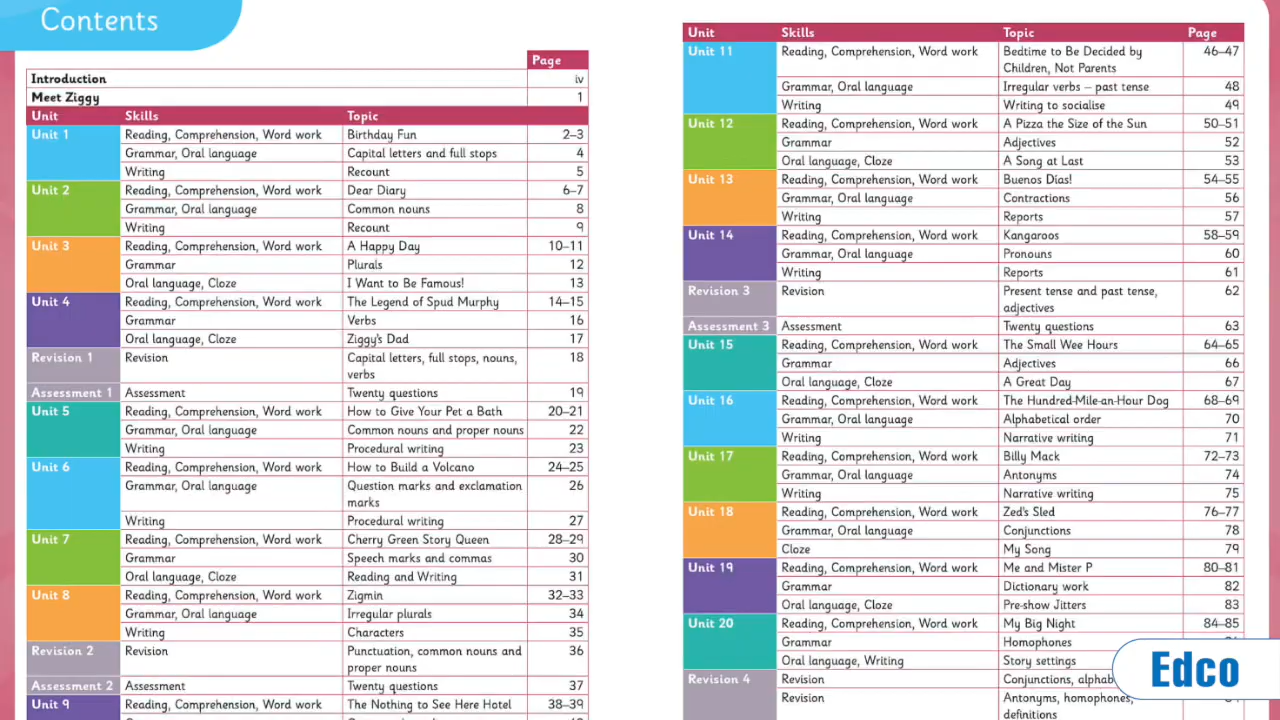 Contents
Page
Introduction iv
Meet Ziggy 1
Unit Skills Topic
Unit 1 Reading, Comprehension, Word work Birthday Fun 2–3
Grammar, Oral language Capital letters and full stops 4
Writing Recount 5
Unit 2 Reading, Comprehension, Word work Dear Diary 6–7
Grammar, Oral language Common nouns 8
Writing Recount 9
Unit 3 Reading, Comprehension, Word work A Happy Day 10–11
Grammar Plurals 12
Oral language, Cloze I Want to Be Famous! 13
Unit 4 Reading, Comprehension, Word work The Legend of Spud Murphy 14–15
Grammar Verbs 16
Oral language, Cloze Ziggy's Dad 17
Revision 1 Revision Capital letters, full stops, nouns, 18
verbs
Assessment 1 Assessment Twenty questions 19
Unit 5 Reading, Comprehension, Word work How to Give Your Pet a Bath 20–21
Grammar, Oral language Common nouns and proper nouns 22
Writing Procedural writing 23
Unit 6 Reading, Comprehension, Word work How to Build a Volcano 24–25
Grammar, Oral language Question marks and exclamation 26
marks
Writing Procedural writing 27
Unit 7 Reading, Comprehension, Word work Cherry Green Story Queen 28–29
Grammar Speech marks and commas 30
Oral language, Cloze Reading and Writing 31
Unit 8 Reading, Comprehension, Word work Zigmin 32–33
Grammar, Oral language Irregular plurals 34
Writing Characters 35
Revision 2 Revision Punctuation, common nouns and 36
proper nouns
Assessment 2 Assessment Twenty questions 37
Unit 9 Reading, Comprehension, Word work The Nothing to See Here Hotel 38–39
Unit Skills Topic Page
Unit 11 Reading, Comprehension, Word work Bedtime to Be Decided by 46–47
Children, Not Parents
Grammar, Oral language Irregular verbs – past tense 48
Writing Writing to socialise 49
Unit 12 Reading, Comprehension, Word work A Pizza the Size of the Sun 50–51
Grammar Adjectives 52
Oral language, Cloze A Song at Last 53
Unit 13 Reading, Comprehension, Word work Buenos Días! 54–55
Grammar, Oral language Contractions 56
Writing Reports 57
Unit 14 Reading, Comprehension, Word work Kangaroos 58–59
Grammar, Oral language Pronouns 60
Writing Reports 61
Revision 3 Revision Present tense and past tense, 62
adjectives
Assessment 3 Assessment Twenty questions 63
Unit 15 Reading, Comprehension, Word work The Small Wee Hours 64–65
Grammar Adjectives 66
Oral language, Cloze A Great Day 67
Unit 16 Reading, Comprehension, Word work The Hundred-Mile-an-Hour Dog 68–69
Grammar, Oral language Alphabetical order 70
Writing Narrative writing 71
Unit 17 Reading, Comprehension, Word work Billy Mack 72–73
Grammar, Oral language Antonyms 74
Writing Narrative writing 75
Unit 18 Reading, Comprehension, Word work Zed's Sled 76–77
Grammar, Oral language Conjunctions 78
Cloze My Song 79
Unit 19 Reading, Comprehension, Word work Me and Mister P 80–81
Grammar Dictionary work 82
Oral language, Cloze Pre-show Jitters 83
Unit 20 Reading, Comprehension, Word work My Big Night 84–85
Grammar Homophones
Oral language, Writing Story settings
Revision 4 Revision Conjunctions,
Revision Antonyms, homophones,
definitions
Edco